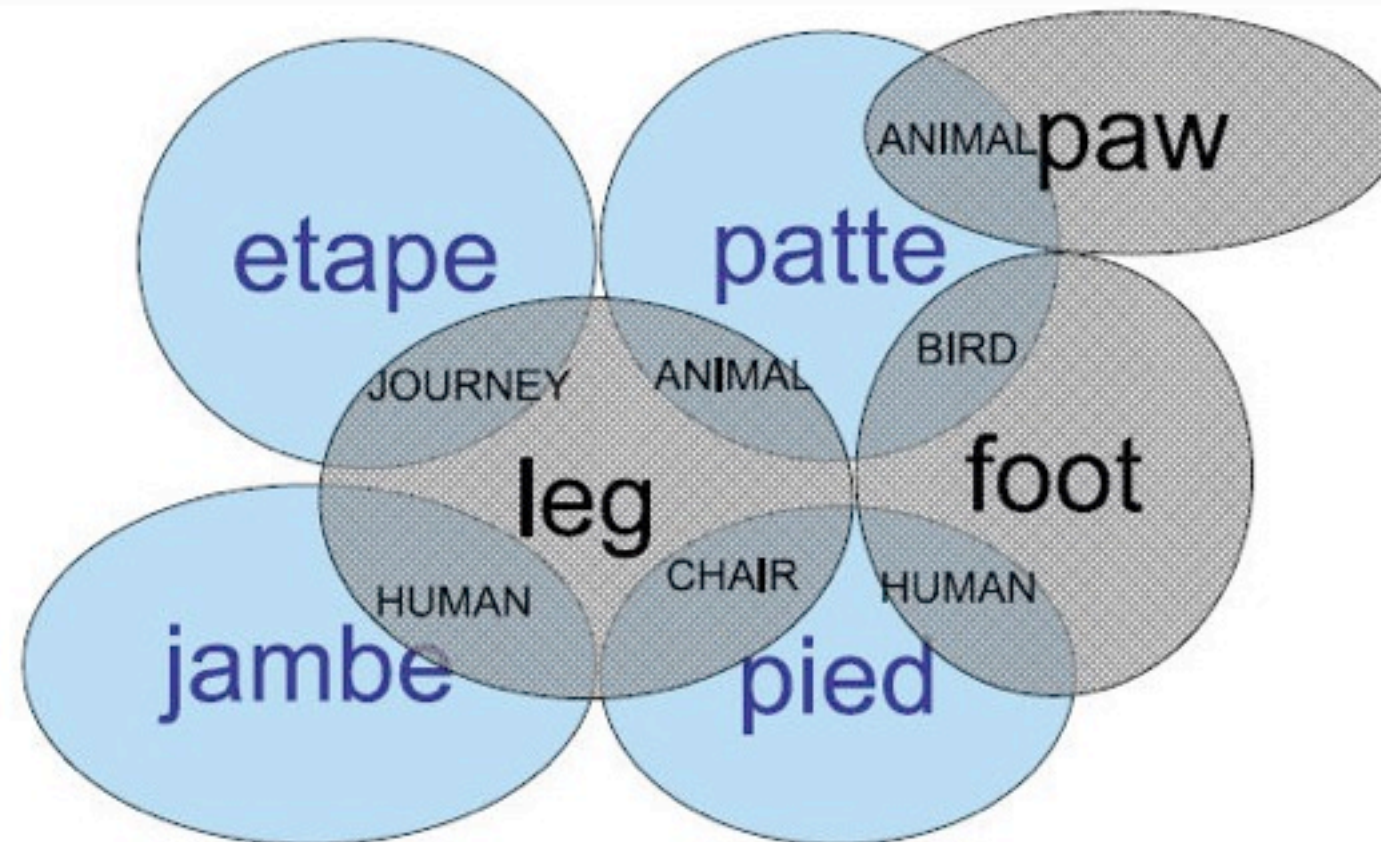 ANIMAL paw
etape patte
BIRD
JOURNEY ANIMAL
leg foot
CHAIR
HUMAN HUMAN
jambe pied